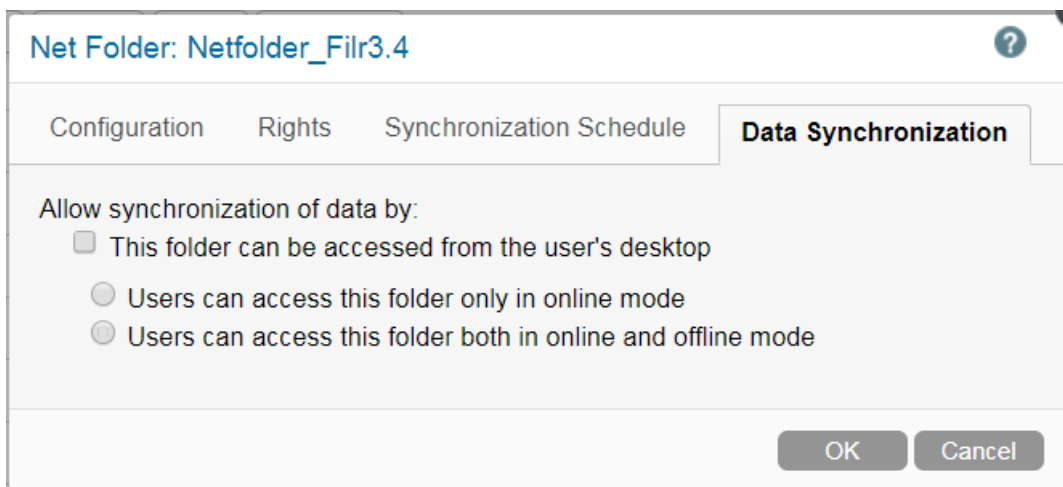 Net Folder: Netfolder_Filr3.4
?
Configuration Rights Synchronization Schedule Data Synchronization
Allow synchronization of data by:
This folder can be accessed from the user's desktop
Users can access this folder only in online mode
Users can access this folder both in online and offline mode
OK Cancel